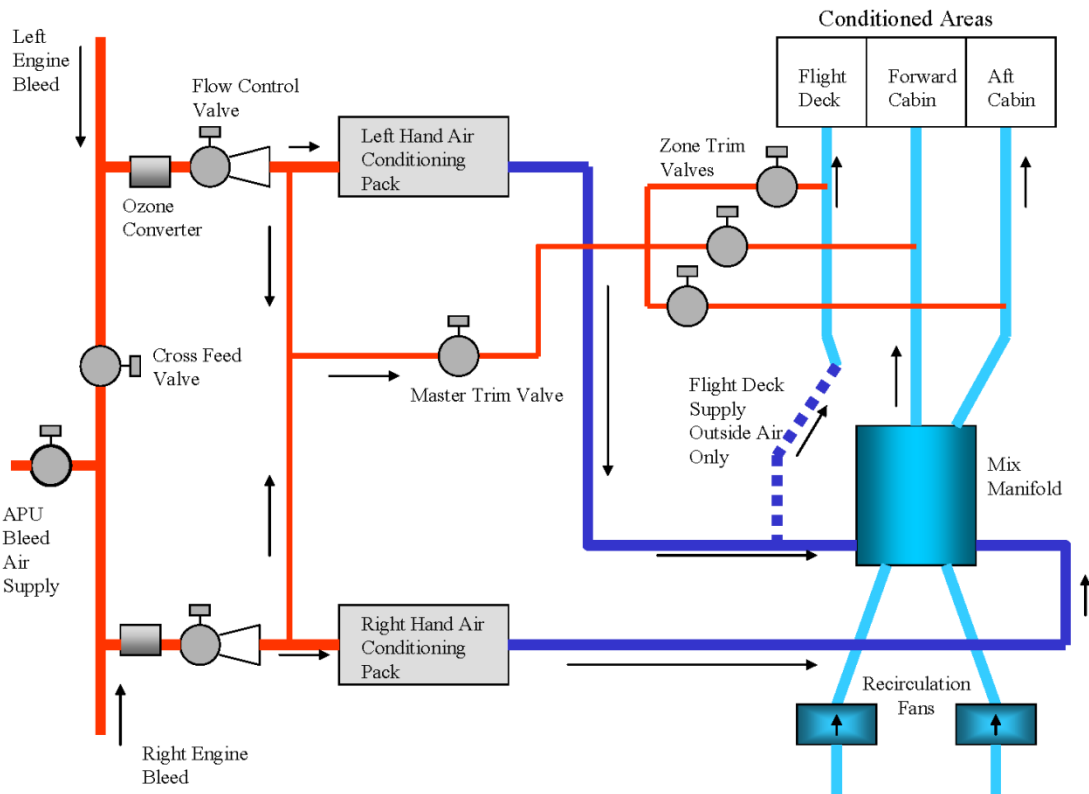 Conditioned Areas
Left
Engine
Bleed
Flow Control
Valve
Flight
Deck
Forward
Cabin
Aft
Cabin
Left Hand Air
Conditioning
Pack
Zone Trim
Valves
Ozone
Converter
Cross Feed
Valve
Master Trim Valve
Flight Deck
Supply
Outside Air
Only
Mix
Manifold
APU
Bleed
Air
Supply
Right Hand Air
Conditioning
Pack
Recirculation
Fans
Right Engine
Bleed